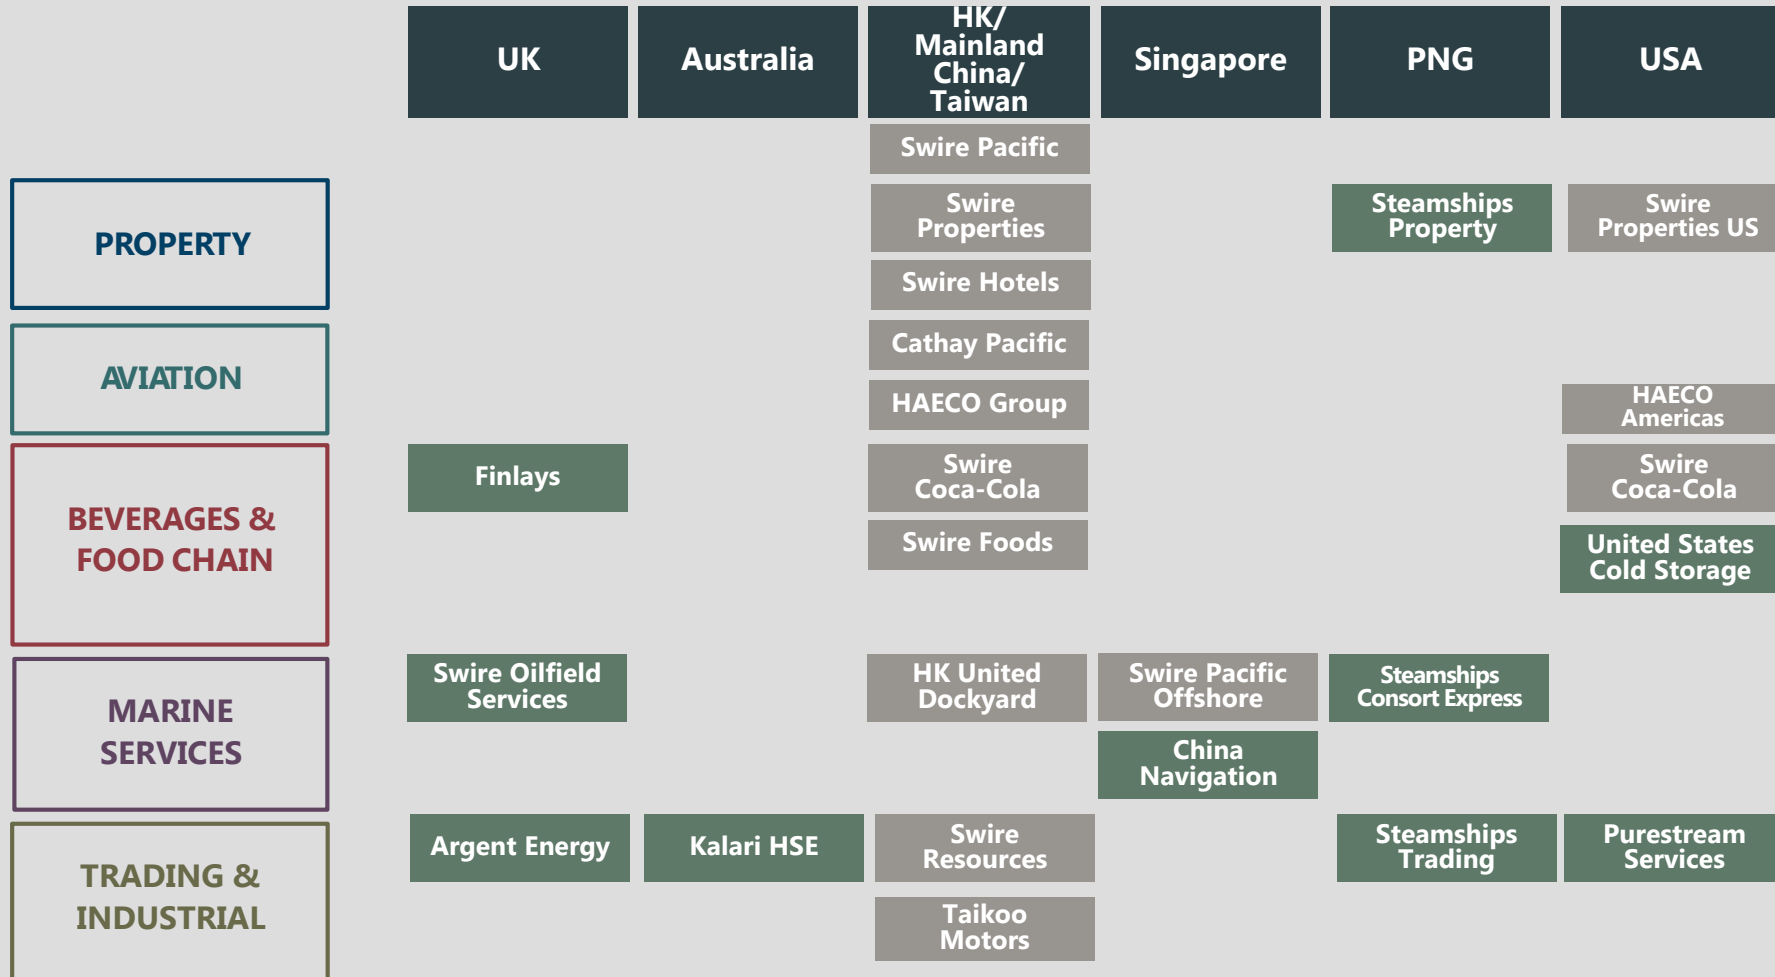 UK
Australia
HK/
Mainland
China/
Taiwan
Singapore
PNG
USA
Swire Pacific
PROPERTY
Swire
Properties
Steamships
Property
Swire
Properties US
Swire Hotels
AVIATION
Cathay Pacific
HAECO Group
HAECO
Americas
BEVERAGES &
FOOD CHAIN
Finlays
Swire
Coca-Cola
Swire
Coca-Cola
Swire Foods
United States
Cold Storage
MARINE
SERVICES
Swire Oilfield
Services
HK United
Dockyard
Swire Pacific
Offshore
Steamships
Consort Express
China
Navigation
TRADING &
INDUSTRIAL
Argent Energy
Kalari HSE
Swire
Resources
Steamships
Trading
Purestream
Services
Taikoo
Motors